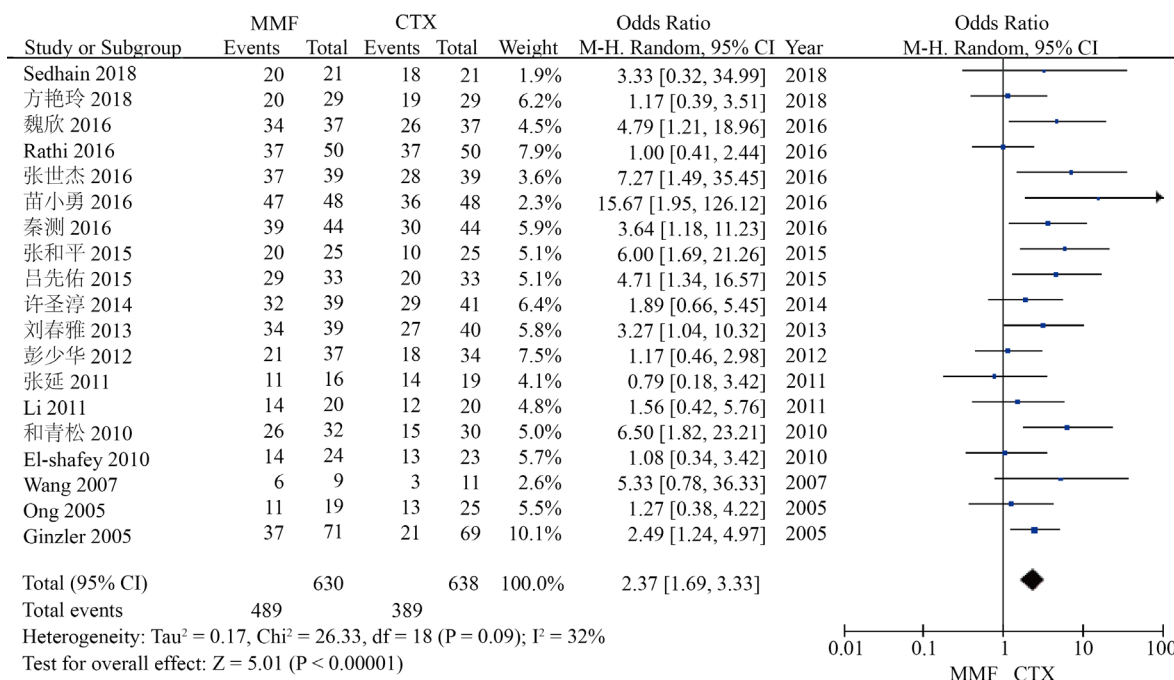 MMF CTX Odds Ratio Odds Ratio
Study or Subgroup Events Total Events Total Weight M-H. Random, 95% CI Year M-H. Random, 95% CI
Sedhain 2018 20 21 18 21 1.9% 3.33 [0.32, 34.99] 2018
方艳玲 2018 20 29 19 29 6.2% 1.17 [0.39, 3.51] 2018
魏欣 2016 34 37 26 37 4.5% 4.79 [1.21, 18.96] 2016
Rathi 2016 37 50 37 50 7.9% 1.00 [0.41, 2.44] 2016
张世杰 2016 37 39 28 39 3.6% 7.27 [1.49, 35.45] 2016
苗小勇 2016 47 48 36 48 2.3% 15.67 [1.95, 126.12] 2016
秦测 2016 39 44 30 44 5.9% 3.64 [1.18, 11.23] 2016
张和平 2015 20 25 10 25 5.1% 6.00 [1.69, 21.26] 2015
吕先佑 2015 29 33 20 33 5.1% 4.71 [1.34, 16.57] 2015
许圣淳 2014 32 39 29 41 6.4% 1.89 [0.66, 5.45] 2014
刘春雅 2013 34 39 27 40 5.8% 3.27 [1.04, 10.32] 2013
彭少华 2012 21 37 18 34 7.5% 1.17 [0.46, 2.98] 2012
张延 2011 11 16 14 19 4.1% 0.79 [0.18, 3.42] 2011
Li 2011 14 20 12 20 4.8% 1.56 [0.42, 5.76] 2011
和青松 2010 26 32 15 30 5.0% 6.50 [1.82, 23.21] 2010
El-shafey 2010 14 24 13 23 5.7% 1.08 [0.34, 3.42] 2010
Wang 2007 6 9 3 11 2.6% 5.33 [0.78, 36.33] 2007
Ong 2005 11 19 13 25 5.5% 1.27 [0.38, 4.22] 2005
Ginzler 2005 37 71 21 69 10.1% 2.49 [1.24, 4.97] 2005
Total (95% CI) 630 638 100.0% 2.37 [1.69, 3.33]
Total events 489 389
Heterogeneity: Tau² = 0.17, Chi² = 26.33, df = 18 (P = 0.09); I² = 32%
Test for overall effect: Z = 5.01 (P < 0.00001)
0.01 0.1 1 10 100
MMF CTX